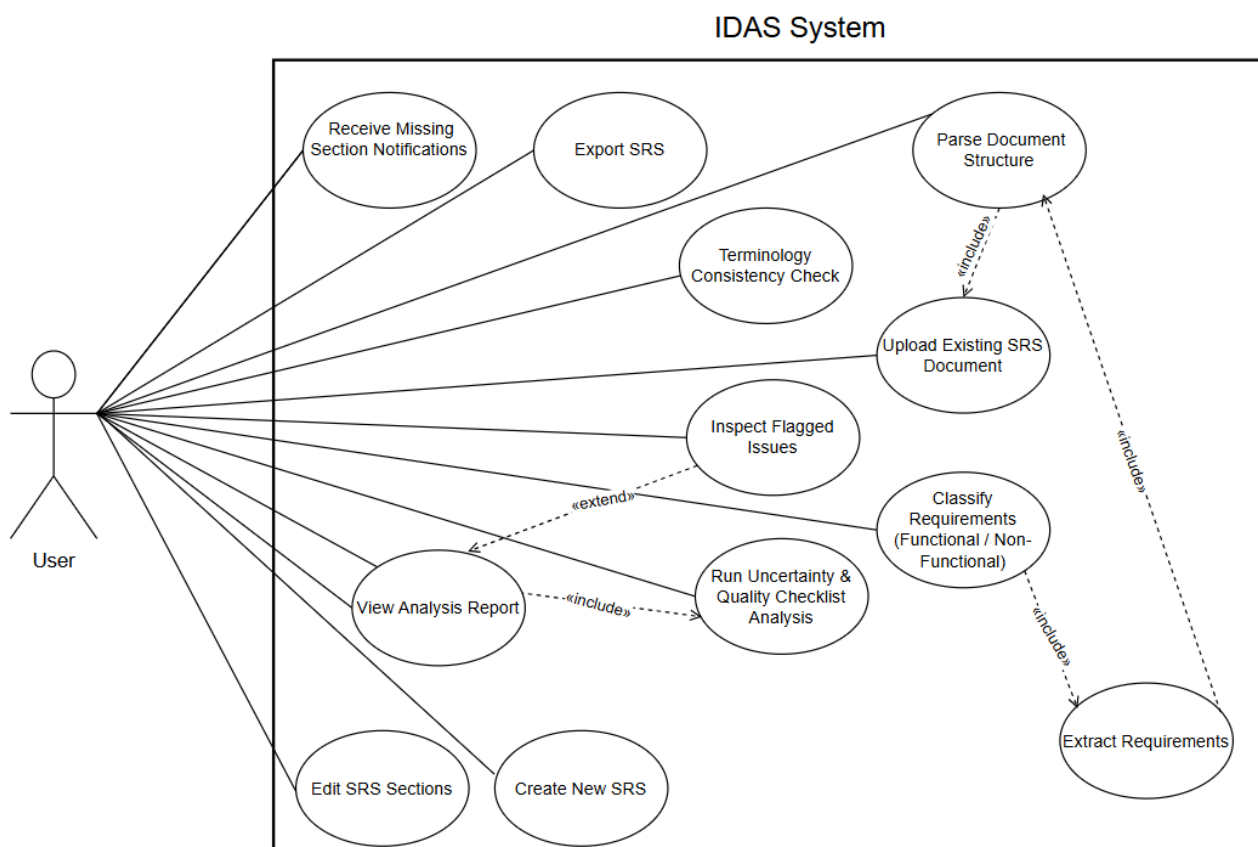 IDAS System
Receive Missing
Section Notifications
Export SRS
Parse Document
Structure
«include»
Terminology
Consistency Check
Upload Existing SRS
Document
Inspect Flagged
Issues
«include»
«extend»
Classify
Requirements
(Functional / Non-
Functional)
User
View Analysis Report
«include»
Run Uncertainty &
Quality Checklist
Analysis
«include»
Extract Requirements
Edit SRS Sections
Create New SRS